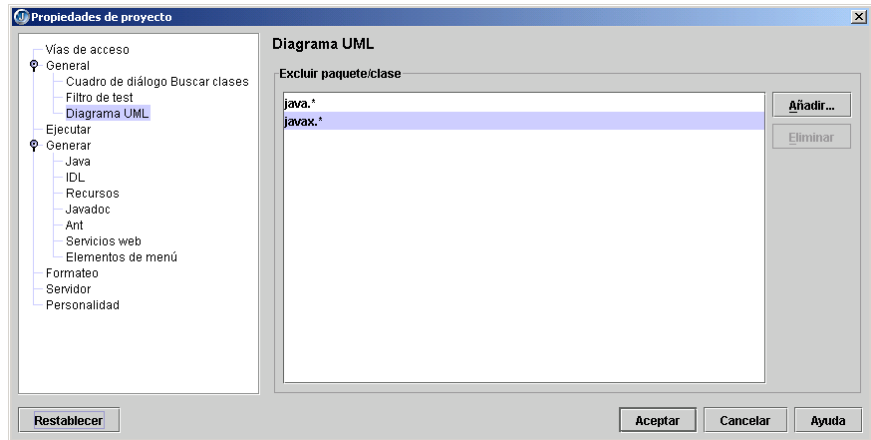 Propiedades de proyecto
Vías de acceso
General
Cuadro de diálogo Buscar clases
Filtro de test
Diagrama UML
Ejecutar
Generar
Java
IDL
Recursos
Javadoc
Ant
Servicios web
Elementos de menú
Formateo
Servidor
Personalidad
Diagrama UML
Excluir paquete/clase
java.*
javax.*
Añadir...
Eliminar
Restablecer
Aceptar
Cancelar
Ayuda